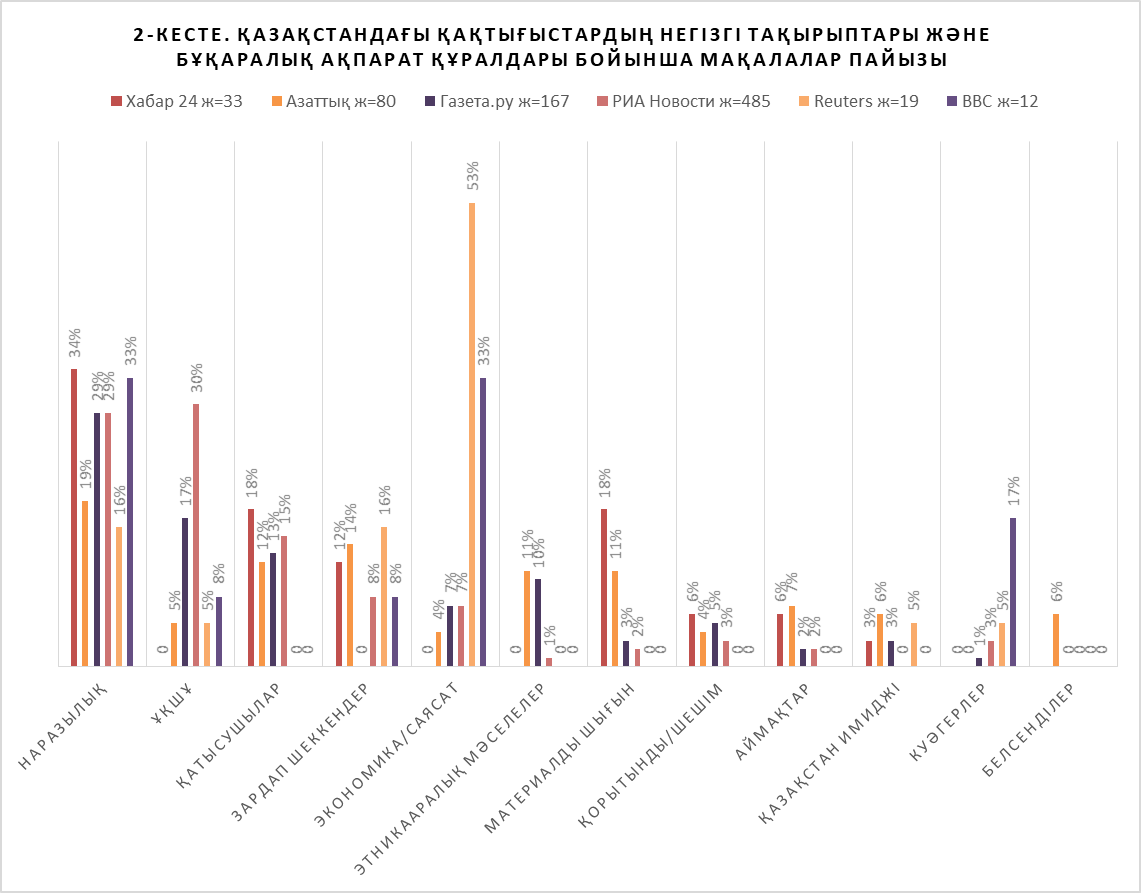 2-КЕСТЕ. ҚАЗАҚСТАНДАҒЫ ҚАҚТЫҒЫСТАРДЫҢ НЕГІЗГІ ТАҚЫРЫПТАРЫ ЖӘНЕ
БҰҚАРАЛЫҚ АҚПАРАТ ҚҰРАЛДАРЫ БОЙЫНША МАҚАЛАЛАР ПАЙЫЗЫ
Хабар 24 ж=33 Азаттық ж=80 Газета.ру ж=167 РИА Новости ж=485 Reuters ж=19 BBC ж=12
34% 19% 29% 29% 16% 33%
0 5% 17% 30% 5% 8%
18% 12% 13% 15% 0 0
12% 14% 0 8% 16% 8%
0 4% 7% 7% 53% 33%
0 11% 10% 1% 0 0
18% 11% 3% 2% 0 0
6% 4% 5% 3% 0 0
6% 7% 2% 2% 0 0
3% 6% 3% 0 5% 0
0 0 1% 3% 5% 17%
6% 0 0 0 0
НАРАЗЫЛЫҚ
ҰҚШҰ
ҚАТЫСУШЫЛАР
ЗАРДАП ШЕККЕНДЕР
ЭКОНОМИКА/САЯСАТ
ЭТНИКААРАЛЫҚ МӘСЕЛЕЛЕР
МАТЕРИАЛДЫ ШЫҒЫН
ҚОРЫТЫНДЫ/ШЕШІМ
АЙМАҚТАР
ҚАЗАҚСТАН ИМИДЖІ
КУӘГЕРЛЕР
БЕЛСЕНДІЛЕР